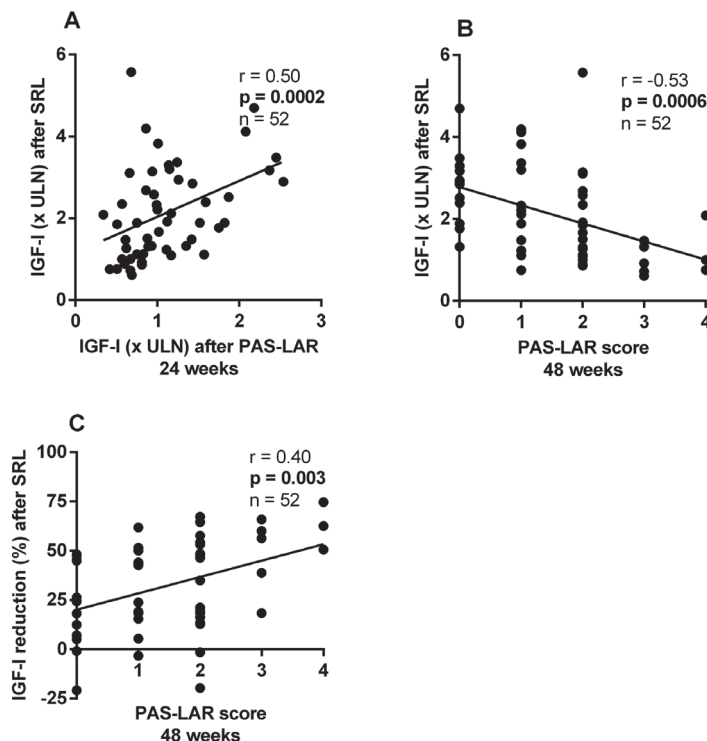 A
IGF-I (x ULN) after SRL
6
4
2
0
0
1
2
3
r = 0.50
p = 0.0002
n = 52
IGF-I (x ULN) after PAS-LAR
24 weeks
B
IGF-I (x ULN) after SRL
6
4
2
0
0
1
2
3
4
r = -0.53
p = 0.0006
n = 52
PAS-LAR score
48 weeks
C
IGF-I reduction (%) after SRL
100
75
50
25
0
-25
1
2
3
4
r = 0.40
p = 0.003
n = 52
PAS-LAR score
48 weeks